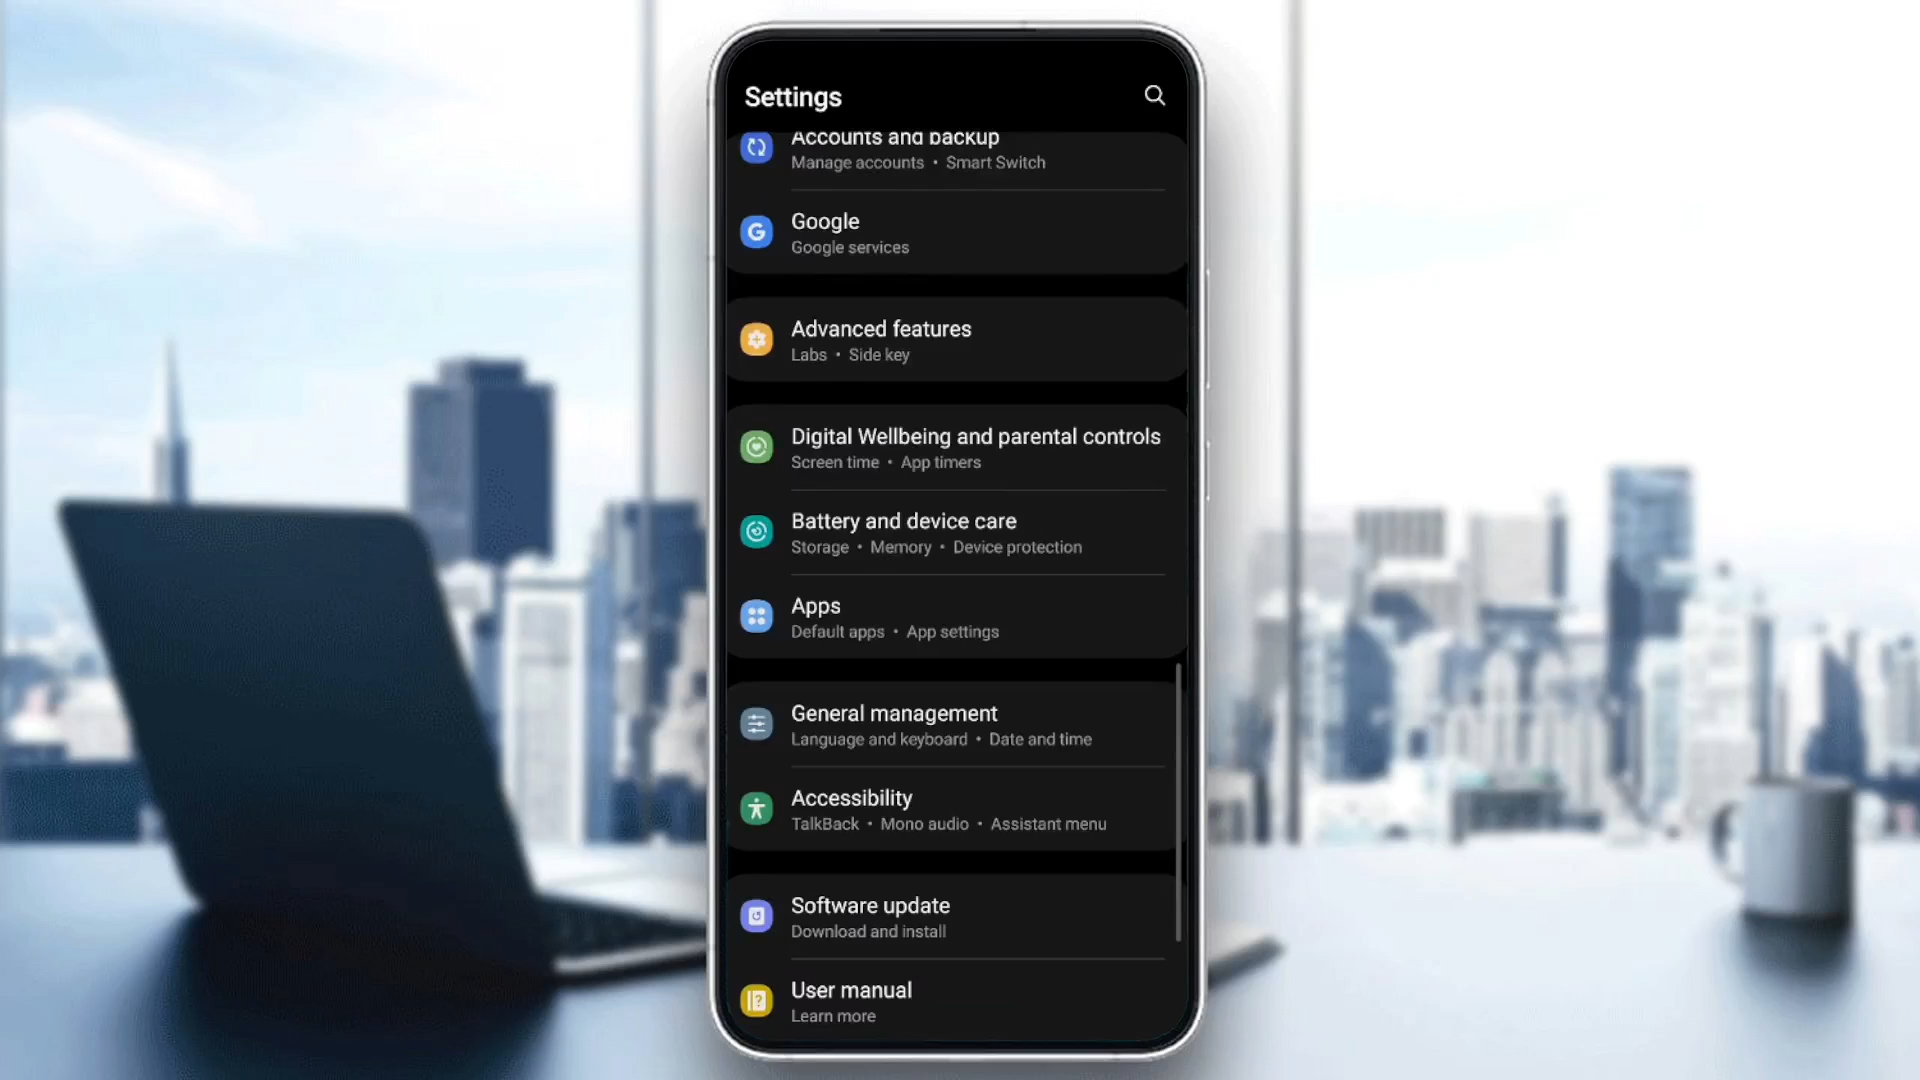 Settings
Accounts and backup
Manage accounts • Smart Switch
Google
Google services
Advanced features
Labs • Side key
Digital Wellbeing and parental controls
Screen time • App timers
Battery and device care
Storage • Memory • Device protection
Apps
Default apps • App settings
General management
Language and keyboard • Date and time
Accessibility
TalkBack • Mono audio • Assistant menu
Software update
Download and install
User manual
Learn more